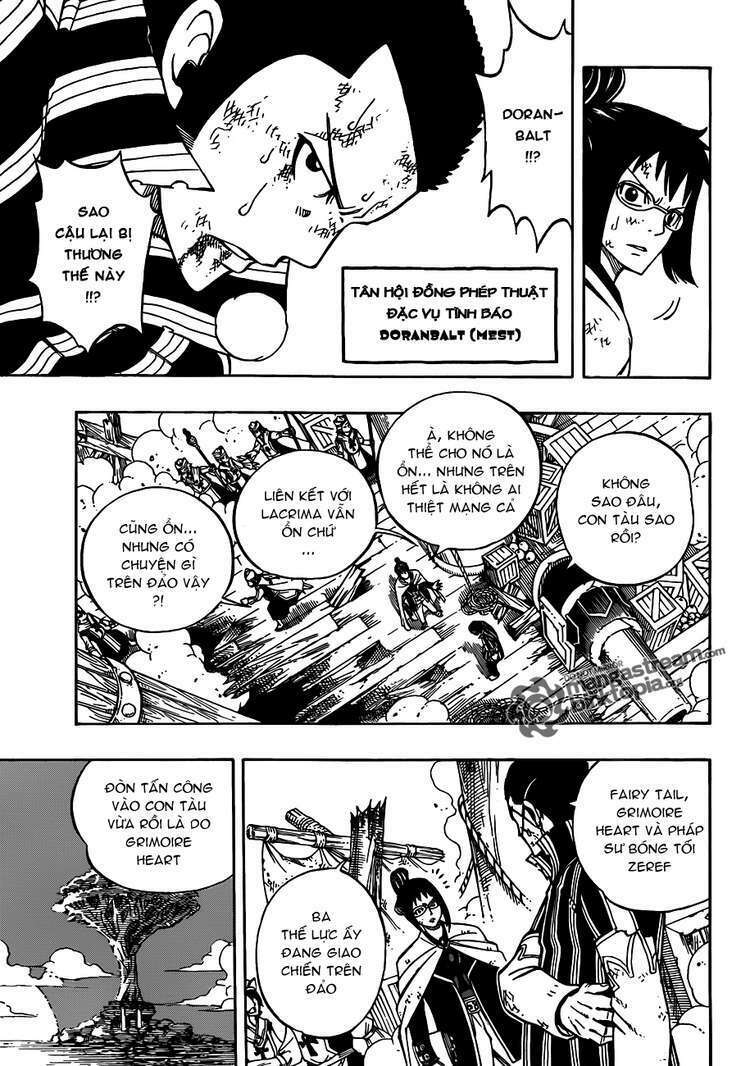 DORAN-
BALT
!!?
SAO
CẬU LẠI BỊ
THƯƠNG
THẾ NÀY
!!?
TÂN HỘI ĐỒNG PHÉP THUẬT
ĐẶC VỤ TÌNH BÁO
DORANBALT (MEST)
KHÔNG
SAO ĐÂU,
CON TÀU SAO
RỒI?
À, KHÔNG
THỂ CHO NÓ LÀ
ỔN... NHƯNG TRÊN
HẾT LÀ KHÔNG AI
THIỆT MẠNG CẢ
LIÊN KẾT VỚI
LACRIMA VẪN
ỔN CHỨ
...
CŨNG ỔN...
NHƯNG CÓ
CHUYỆN GÌ
TRÊN ĐẢO VẬY
?!
mangastream.com
FAIRY TAIL,
GRIMOIRE
HEART VÀ PHÁP
SƯ BÓNG TỐI
ZEREF
BA
THẾ LỰC ẤY
ĐANG GIAO
CHIẾN TRÊN
ĐẢO
ĐÒN TẤN CÔNG
VÀO CON TÀU
VỪA RỒI LÀ DO
GRIMOIRE
HEART